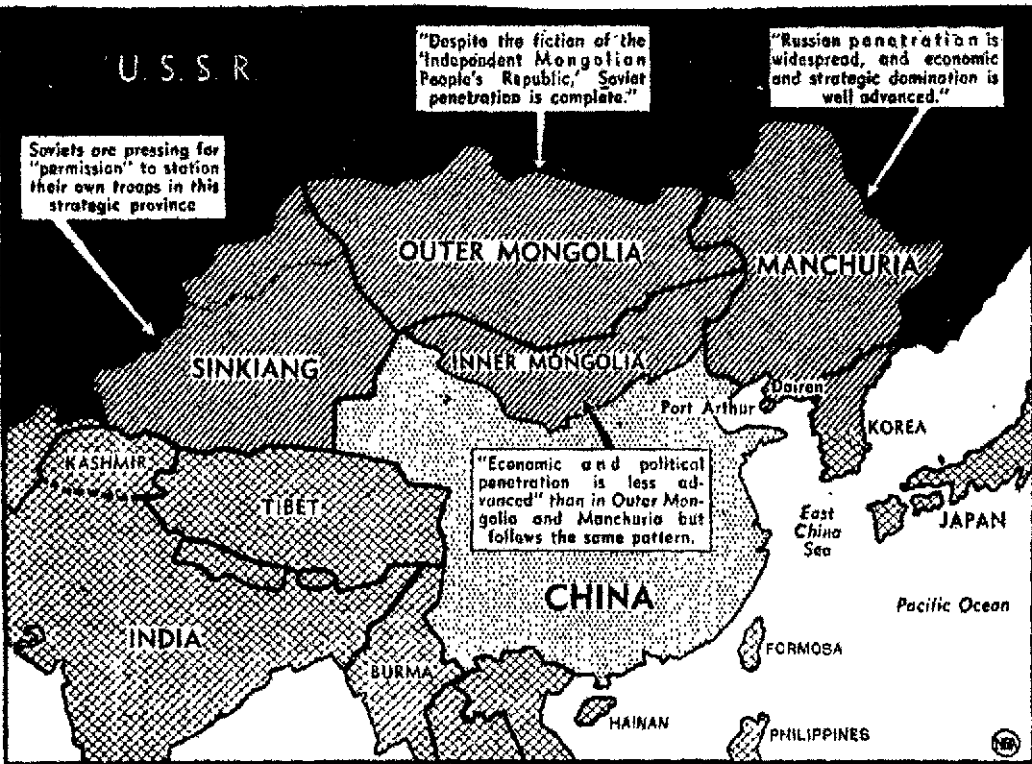 U. S. S. R.
"Despite the fiction of the
'Independent Mongolian
People's Republic,' Soviet
penetration is complete."
"Russian penetration is
widespread, and economic
and strategic domination is
well advanced."
Soviets are pressing for
"permission" to station
their own troops in this
strategic province
OUTER MONGOLIA
MANCHURIA
SINKIANG
INNER MONGOLIA
Dairen
Port Arthur
KOREA
KASHMIR
"Economic and political
penetration is less ad-
vanced" than in Outer Mon-
golia and Manchuria but
follows the same pattern.
TIBET
East
China
Sea
JAPAN
CHINA
Pacific Ocean
INDIA
FORMOSA
BURMA
HAINAN
PHILIPPINES
NEA